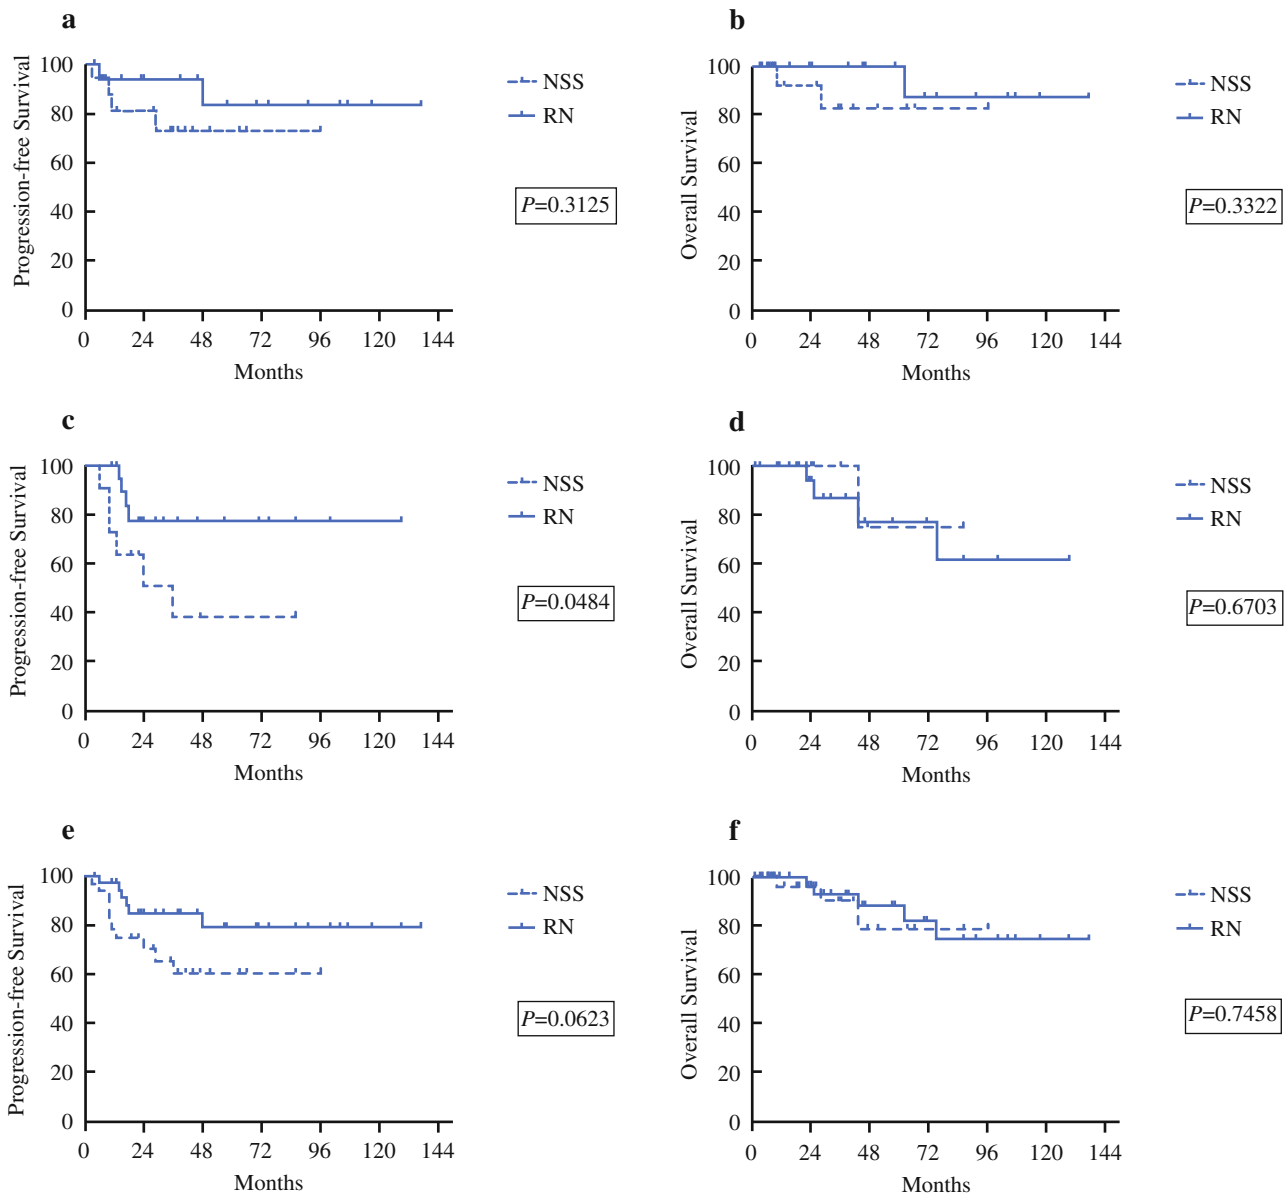 a
100
80
60
40
20
0
0 24 48 72 96 120 144
Months
Progression-free Survival
NSS
RN
P=0.3125
b
100
80
60
40
20
0
0 24 48 72 96 120 144
Months
Overall Survival
NSS
RN
P=0.3322
c
100
80
60
40
20
0
0 24 48 72 96 120 144
Months
Progression-free Survival
NSS
RN
P=0.0484
d
100
80
60
40
20
0
0 24 48 72 96 120 144
Months
Overall Survival
NSS
RN
P=0.6703
e
100
80
60
40
20
0
0 24 48 72 96 120 144
Months
Progression-free Survival
NSS
RN
P=0.0623
f
100
80
60
40
20
0
0 24 48 72 96 120 144
Months
Overall Survival
NSS
RN
P=0.7458